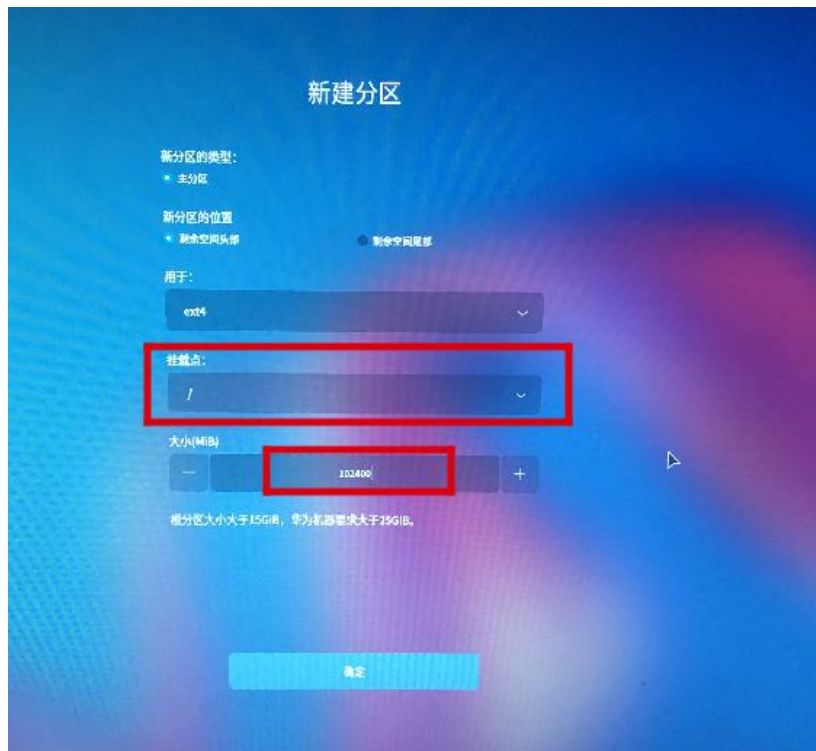 新建分区
新分区的类型:
主分区
新分区的位置
剩余空间头部 剩余空间尾部
用于:
ext4
挂载点:
/
大小(MiB)
— 102400 +
根分区大小大于15GiB，华为机器要求大于25GiB。
确定